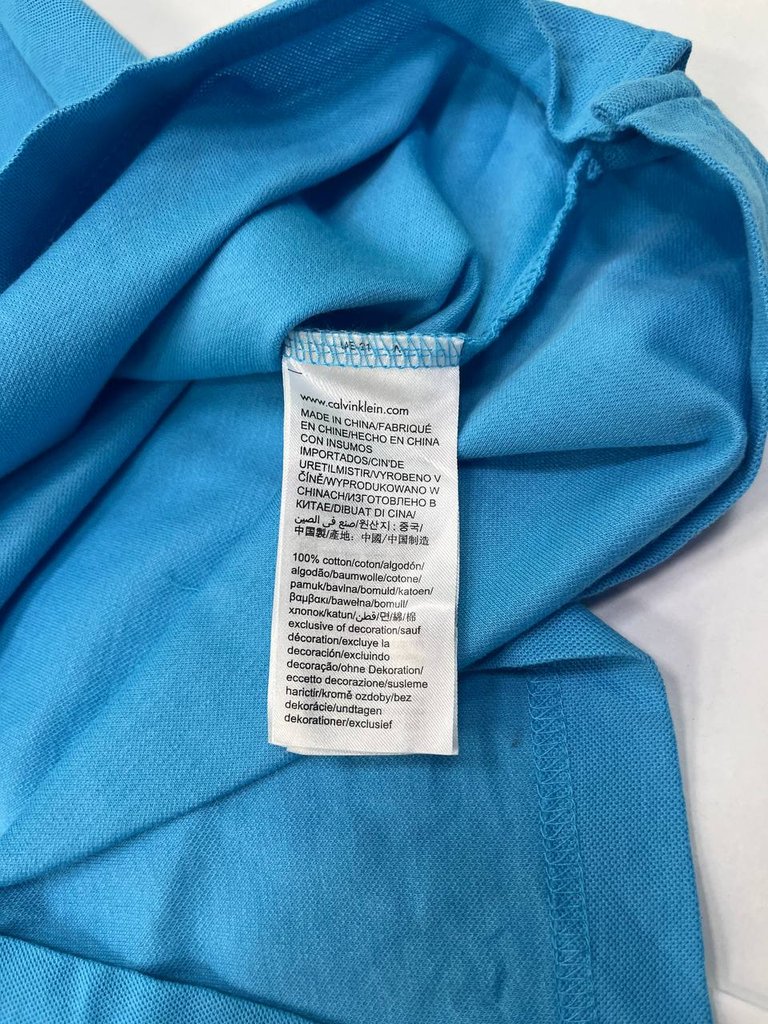 www.calvinklein.com
MADE IN CHINA/FABRIQUÉ
EN CHINE/HECHO EN CHINA
CON INSUMOS
IMPORTADOS/CIN'DE
URETILMISTIR/VYROBENO V
ČÍNĚ/WYPRODUKOWANO W
CHINACH/ИЗГОТОВЛЕНО В
КИТАЕ/DIBUAT DI CINA/
صنع في الصين/원산지 : 중국/
中国製/產地：中國/中国制造
100% cotton/coton/algodón/
algodão/baumwolle/cotone/
pamuk/bavlna/bomuld/katoen/
βαμβακι/bawełna/bomull/
хлопок/katun/قطن/면/綿/棉
exclusive of decoration/sauf
décoration/excluye la
decoración/excluindo
decoração/ohne Dekoration/
eccetto decorazione/susleme
harictir/kromě ozdoby/bez
dekorácie/undtagen
dekorationer/exclusief